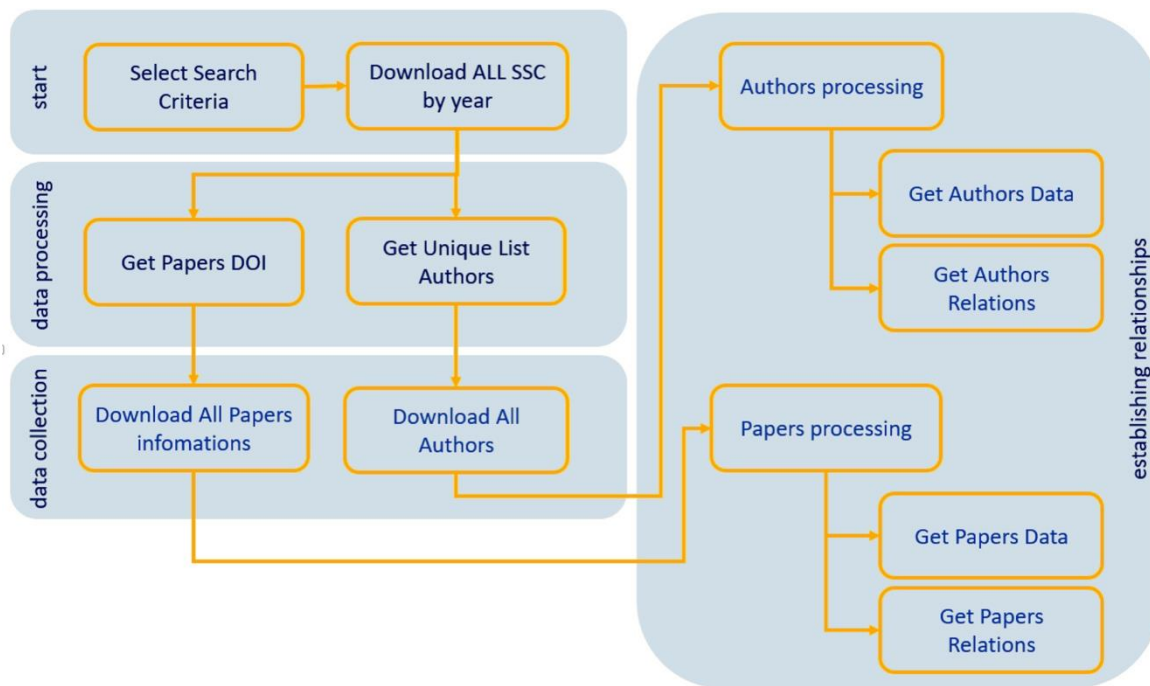 start
Select Search
Criteria
Download ALL SSC
by year
data processing
Get Papers DOI
Get Unique List
Authors
data collection
Download All Papers
infomations
Download All
Authors
establishing relationships
Authors processing
Get Authors Data
Get Authors
Relations
Papers processing
Get Papers Data
Get Papers
Relations